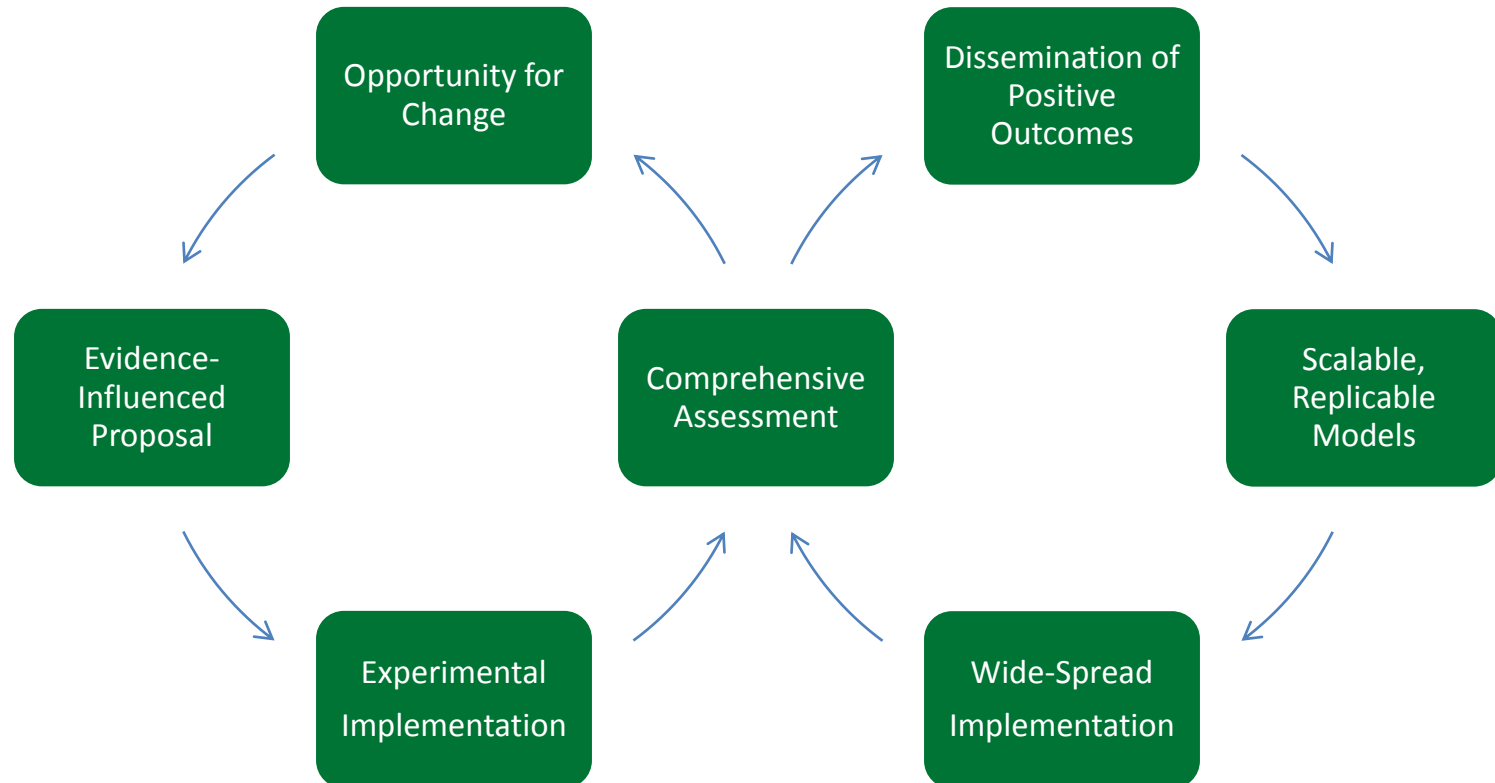 Opportunity for
Change
Dissemination of
Positive
Outcomes
Evidence-
Influenced
Proposal
Comprehensive
Assessment
Scalable,
Replicable
Models
Experimental
Implementation
Wide-Spread
Implementation